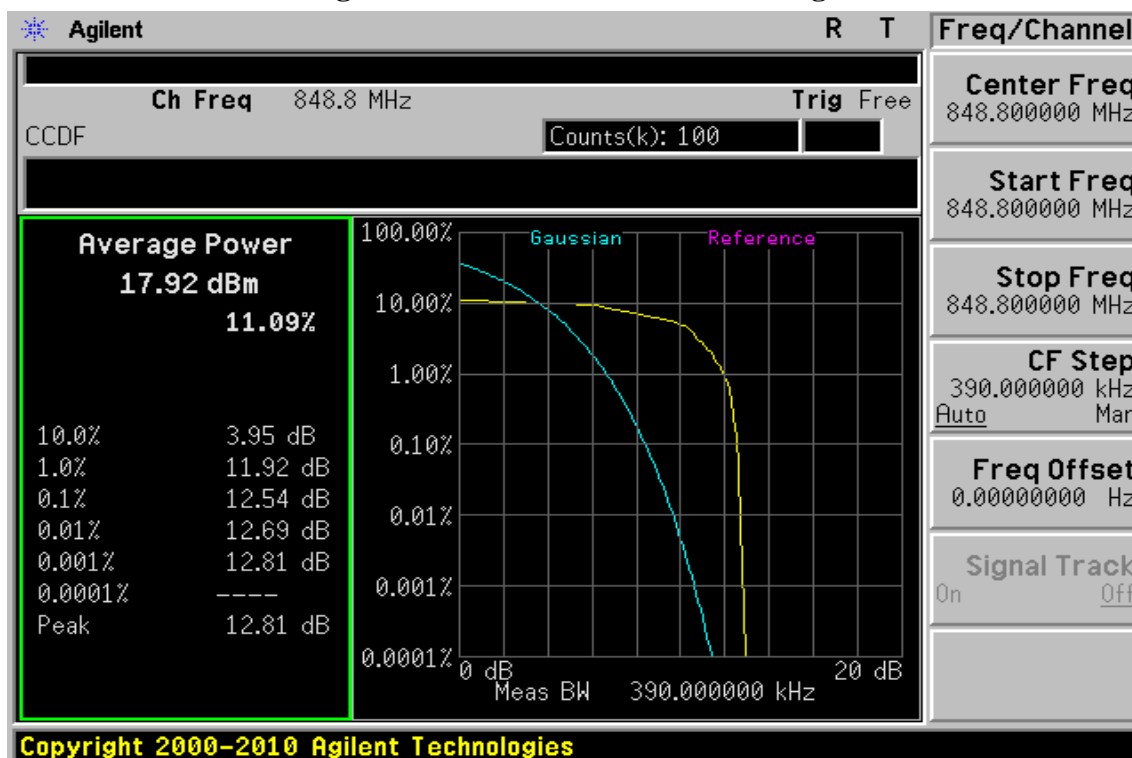 Agilent R T
Ch Freq 848.8 MHz Trig Free
CCDF Counts(k): 100
Average Power
17.92 dBm
11.09%
10.0% 3.95 dB
1.0% 11.92 dB
0.1% 12.54 dB
0.01% 12.69 dB
0.001% 12.81 dB
0.0001% ----
Peak 12.81 dB
Gaussian Reference
100.00%
10.00%
1.00%
0.10%
0.01%
0.001%
0.0001%
0 dB 20 dB
Meas BW 390.000000 kHz
Freq/Channel
Center Freq
848.800000 MHz
Start Freq
848.800000 MHz
Stop Freq
848.800000 MHz
CF Step
390.000000 kHz
Auto Man
Freq Offset
0.00000000 Hz
Signal Track
On Off
Copyright 2000-2010 Agilent Technologies